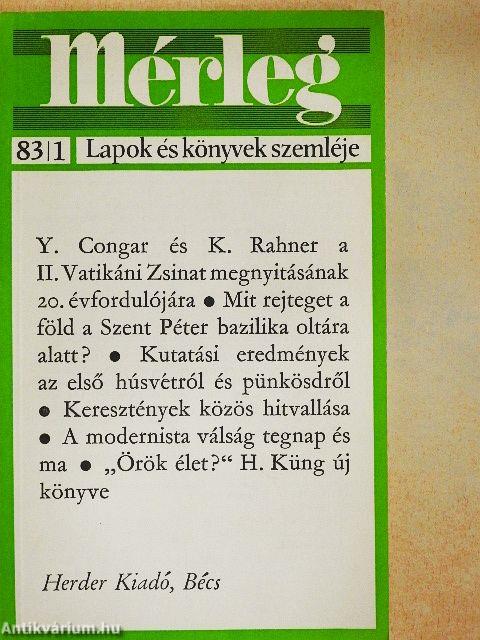 Mérleg
83|1 Lapok és könyvek szemléje
Y. Congar és K. Rahner a
II. Vatikáni Zsinat megnyitásának
20. évfordulójára ● Mit rejteget a
föld a Szent Péter bazilika oltára
alatt? ● Kutatási eredmények
az első húsvétról és pünkösdről
● Keresztények közös hitvallása
● A modernista válság tegnap és
ma ● „Örök élet?“ H. Küng új
könyve
Herder Kiadó, Bécs
Antikvárium.hu